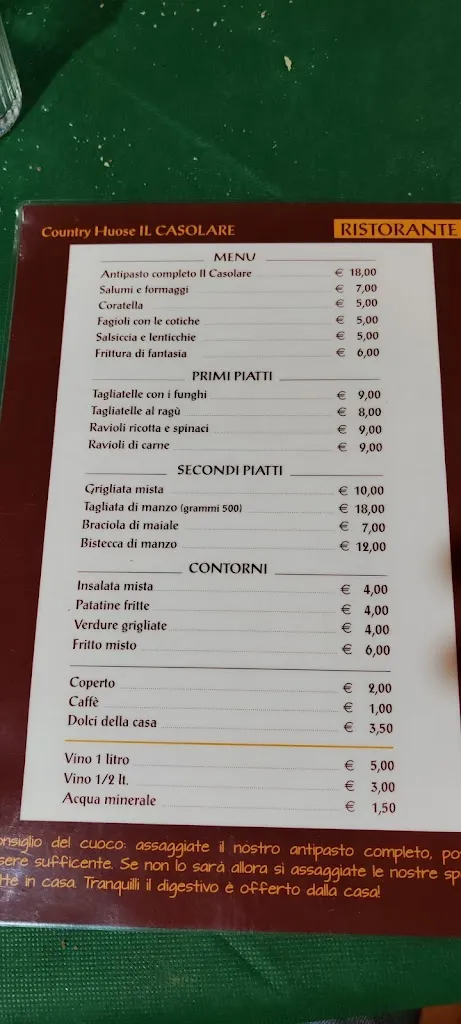 Country Huose IL CASOLARE RISTORANTE
MENU
Antipasto completo Il Casolare € 18,00
Salumi e formaggi € 7,00
Coratella € 5,00
Fagioli con le cotiche € 5,00
Salsiccia e lenticchie € 5,00
Frittura di fantasia € 6,00
PRIMI PIATTI
Tagliatelle con i funghi € 9,00
Tagliatelle al ragù € 8,00
Ravioli ricotta e spinaci € 9,00
Ravioli di carne € 9,00
SECONDI PIATTI
Grigliata mista € 10,00
Tagliata di manzo (grammi 500) € 18,00
Braciola di maiale € 7,00
Bistecca di manzo € 12,00
CONTORNI
Insalata mista € 4,00
Patatine fritte € 4,00
Verdure grigliate € 4,00
Fritto misto € 6,00
Coperto € 2,00
Caffè € 1,00
Dolci della casa € 3,50
Vino 1 litro € 5,00
Vino 1/2 lt. € 3,00
Acqua minerale € 1,50
onsiglio del cuoco: assaggiate il nostro antipasto completo, po
sere sufficente. Se non lo sarà allora si assaggiate le nostre sp
in casa. Tranquilli il digestivo è offerto dalla casa!